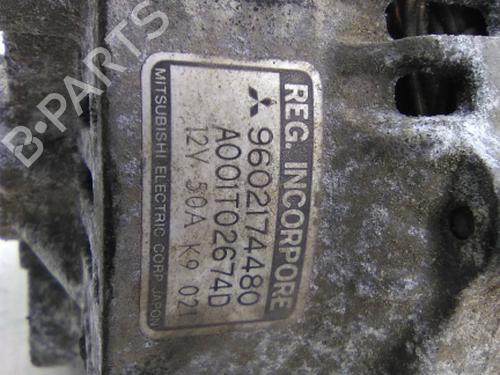 REG. INCORPORE
9602174480
A001T02674D
12V 50A K9 021
MITSUBISHI ELECTRIC CORP. JAPAN
B-PARTS